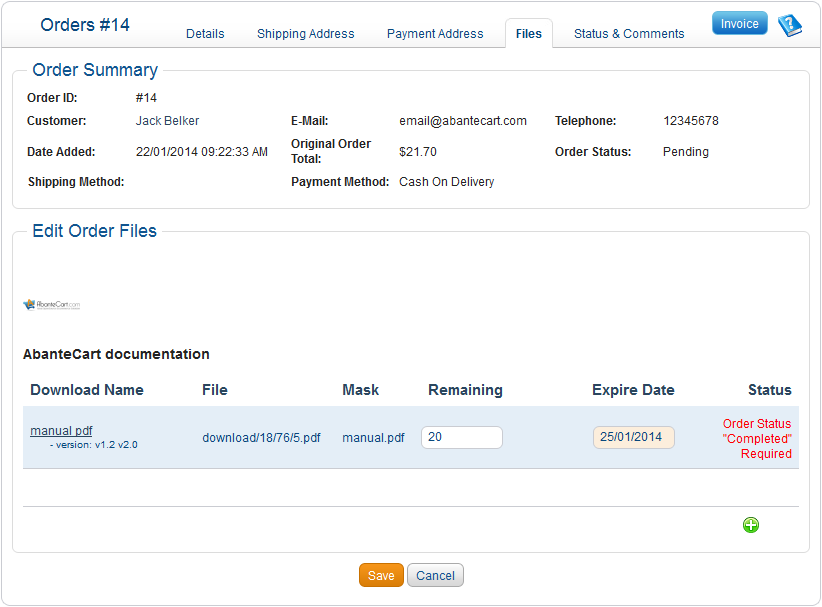 Orders #14
Details Shipping Address Payment Address Files Status & Comments Invoice
Order Summary
Order ID: #14
Customer: Jack Belker E-Mail: email@abantecart.com Telephone: 12345678
Date Added: 22/01/2014 09:22:33 AM Original Order Total: $21.70 Order Status: Pending
Shipping Method: Payment Method: Cash On Delivery
Edit Order Files
AbanteCart.com
AbanteCart documentation
Download Name File Mask Remaining Expire Date Status
manual pdf download/18/76/5.pdf manual.pdf 20 25/01/2014 Order Status
- version: v1.2 v2.0 "Completed"
Required
Save Cancel